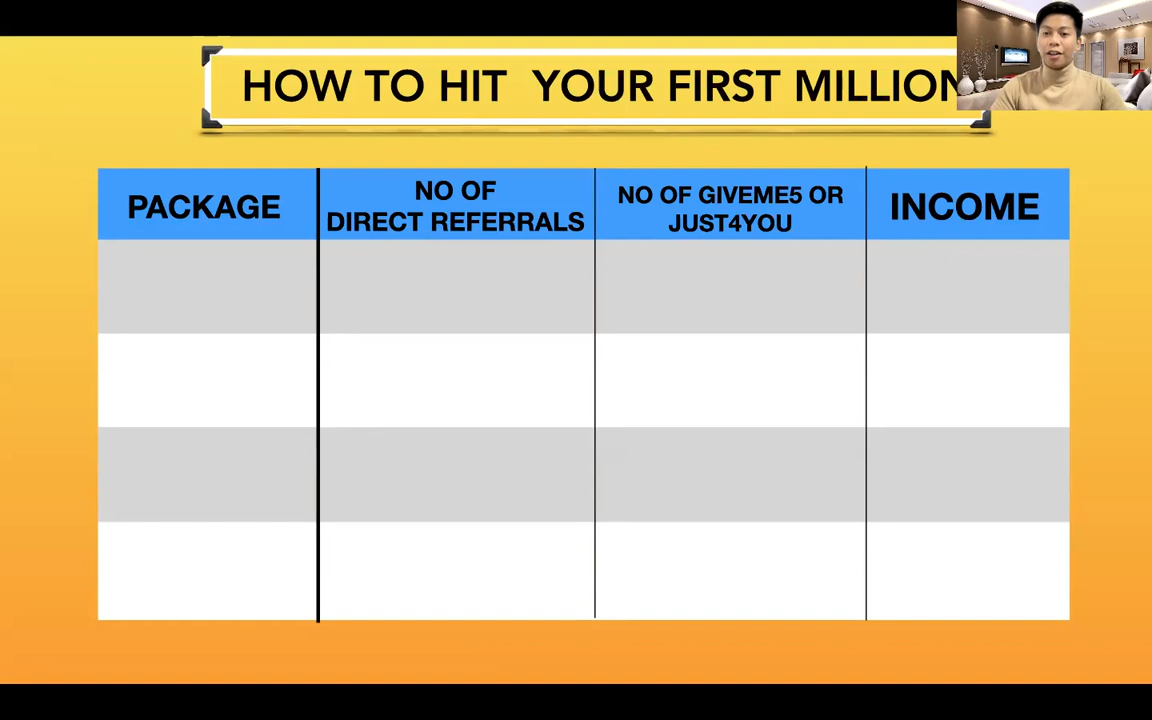 HOW TO HIT YOUR FIRST MILLION
PACKAGE
NO OF
DIRECT REFERRALS
NO OF GIVEME5 OR
JUST4YOU
INCOME